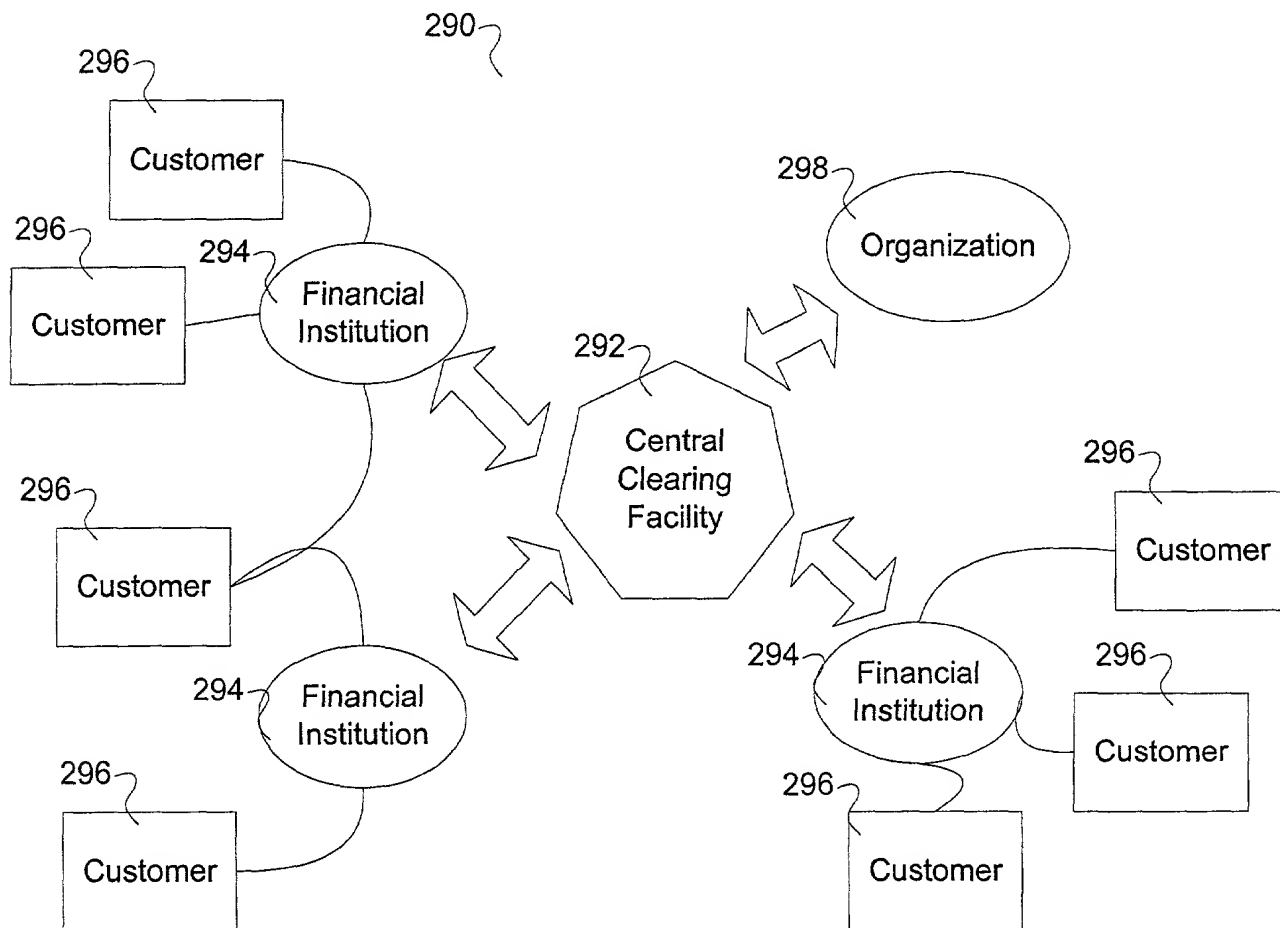 290
296
Customer
298
Organization
296
Customer
294
Financial
Institution
292
Central
Clearing
Facility
296
Customer
296
Customer
294
Financial
Institution
294
Financial
Institution
296
Customer
296
Customer
296
Customer